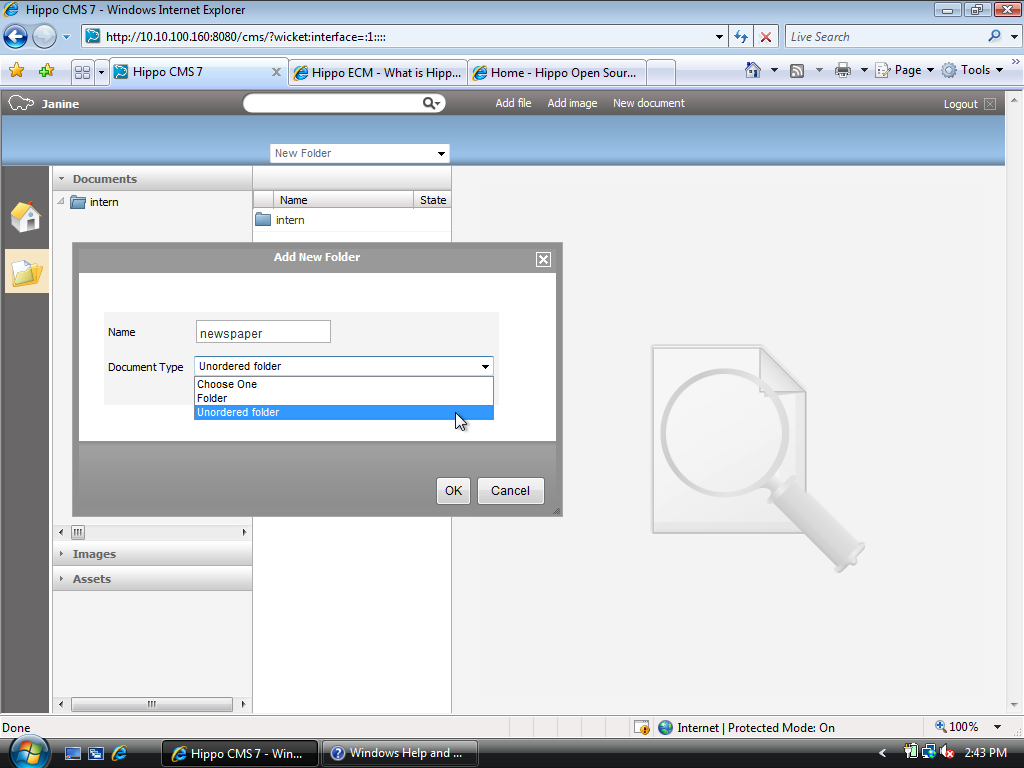 Hippo CMS 7 - Windows Internet Explorer
http://10.10.100.160:8080/cms/?wicket:interface=:1::::
Live Search
Hippo CMS 7
Hippo ECM - What is Hipp...
Home - Hippo Open Sour...
Page
Tools
Janine
Add file
Add image
New document
Logout
New Folder
Documents
Name
State
intern
intern
Add New Folder
Name
newspaper
Document Type
Unordered folder
Choose One
Folder
Unordered folder
OK
Cancel
Images
Assets
Done
Internet | Protected Mode: On
100%
Hippo CMS 7 - Win...
Windows Help and ...
2:43 PM